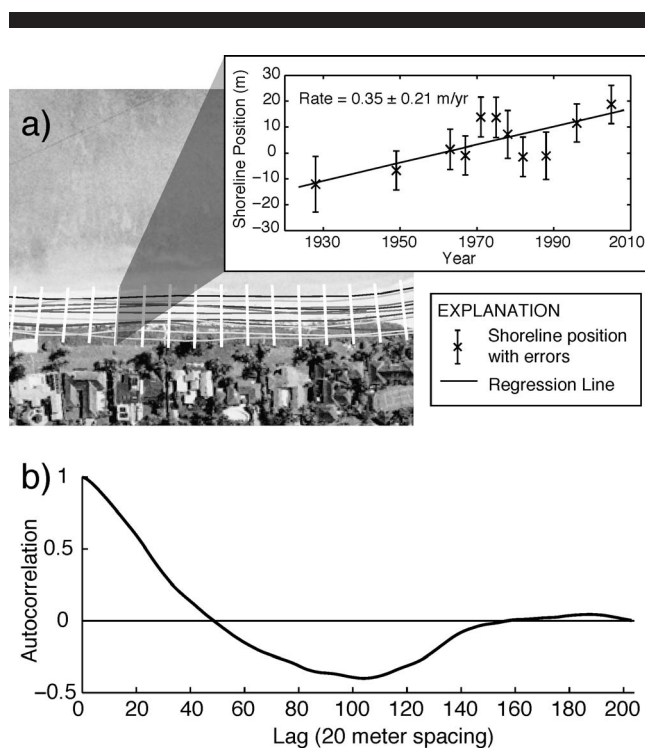 a)
Rate = 0.35 ± 0.21 m/yr
Shoreline Position (m)
30
20
10
0
−10
−20
−30
1930
1950
1970
1990
2010
Year
EXPLANATION
Shoreline position
with errors
Regression Line
b)
Autocorrelation
1
0.5
0
−0.5
0
20
40
60
80
100
120
140
160
180
200
Lag (20 meter spacing)